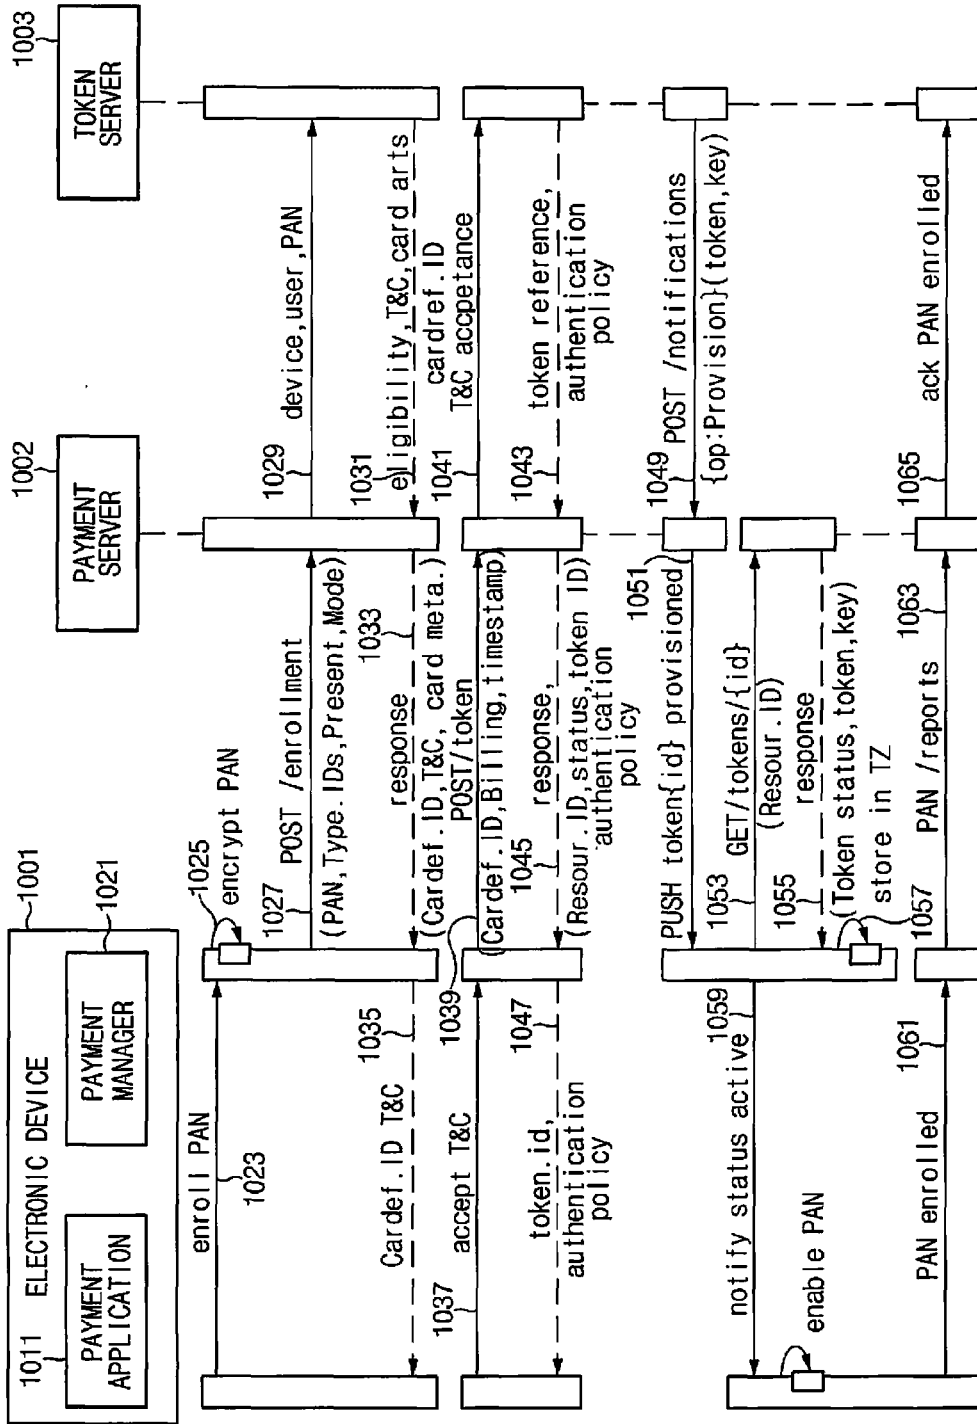 1001
ELECTRONIC DEVICE
1011
PAYMENT
APPLICATION
PAYMENT
MANAGER
1021
PAYMENT
SERVER
1002
TOKEN
SERVER
1003
enroll PAN
1023
1025
encrypt PAN
1027
POST /enrollment
(PAN,Type.IDs,Present,Mode)
1029
device,user,PAN
1031
eligibility,T&C,card arts
1033
response
(Cardef.ID,T&C, card meta.)
1035
Cardef.ID T&C
1037
accept T&C
1039
POST/token
(Cardef.ID,Billing,timestamp)
1041
cardref.ID
T&C accpetance
1043
token reference,
authentication
policy
1045
response,
(Resour.ID,status,token ID)
authentication
policy
1047
token.id,
authentication
policy
1049
POST /notifications
{op:Provision}(token,key)
1051
PUSH token{id} provisioned
1053
GET/tokens/{id}
(Resour.ID)
1055
response
(Token status,token,key)
store in TZ
1057
1059
notify status active
enable PAN
1061
PAN enrolled
1063
PAN /reports
1065
ack PAN enrolled